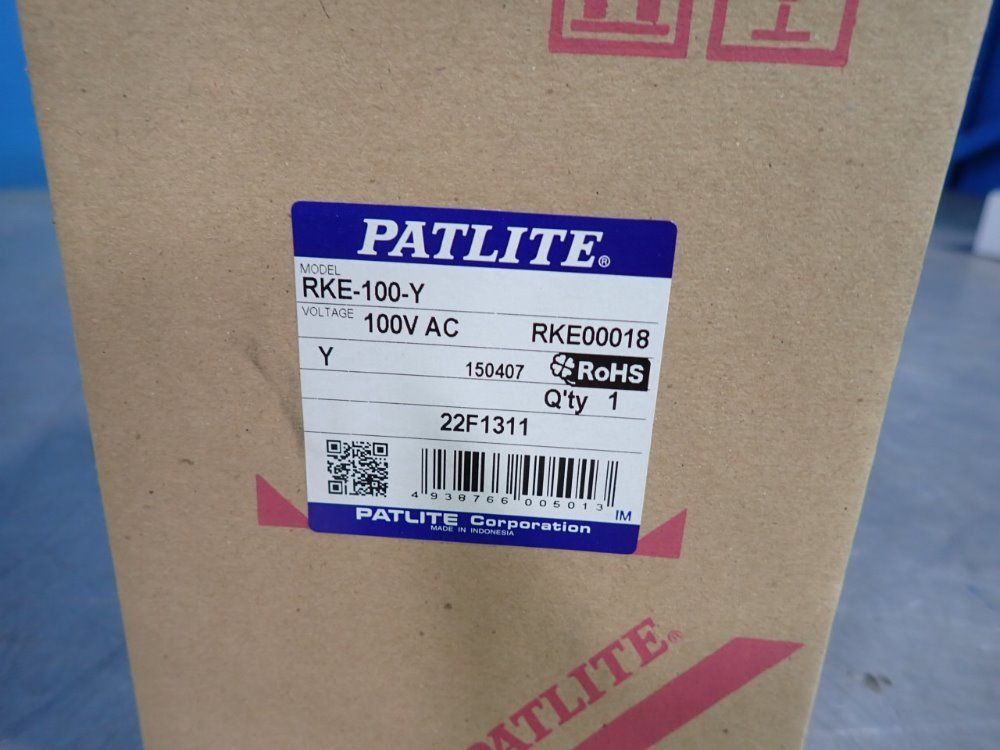 PATLITE®
MODEL
RKE-100-Y
VOLTAGE 100V AC RKE00018
Y 150407 RoHS
Q'ty 1
22F1311
4 938766 005013 IM
PATLITE Corporation
MADE IN INDONESIA
PATLITE®